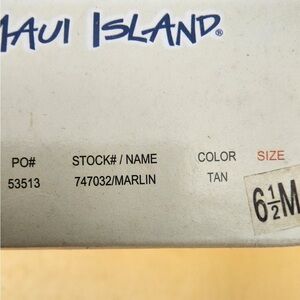 MAUI ISLAND®
PO# STOCK# / NAME COLOR SIZE
53513 747032/MARLIN TAN 6½M